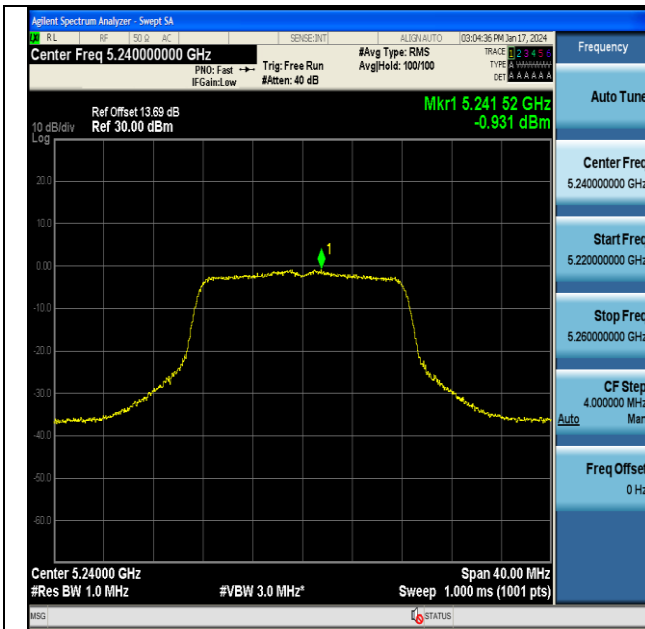 Agilent Spectrum Analyzer - Swept SA
RL RF 50 Ω AC SENSE:INT ALIGN AUTO 03:04:36 PM Jan 17, 2024
Center Freq 5.240000000 GHz
PNO: Fast
IFGain:Low
Trig: Free Run
#Atten: 40 dB
#Avg Type: RMS
Avg|Hold: 100/100
TRACE 1 2 3 4 5 6
TYPE A
DET A A A A A A
Ref Offset 13.69 dB
10 dB/div Ref 30.00 dBm
Log
Mkr1 5.241 52 GHz
-0.931 dBm
20.0
10.0
0.00
-10.0
-20.0
-30.0
-40.0
-50.0
-60.0
1
Center 5.24000 GHz Span 40.00 MHz
#Res BW 1.0 MHz #VBW 3.0 MHz* Sweep 1.000 ms (1001 pts)
MSG STATUS
Frequency
Auto Tune
Center Freq
5.240000000 GHz
Start Freq
5.220000000 GHz
Stop Freq
5.260000000 GHz
CF Step
4.000000 MHz
Auto Man
Freq Offset
0 Hz